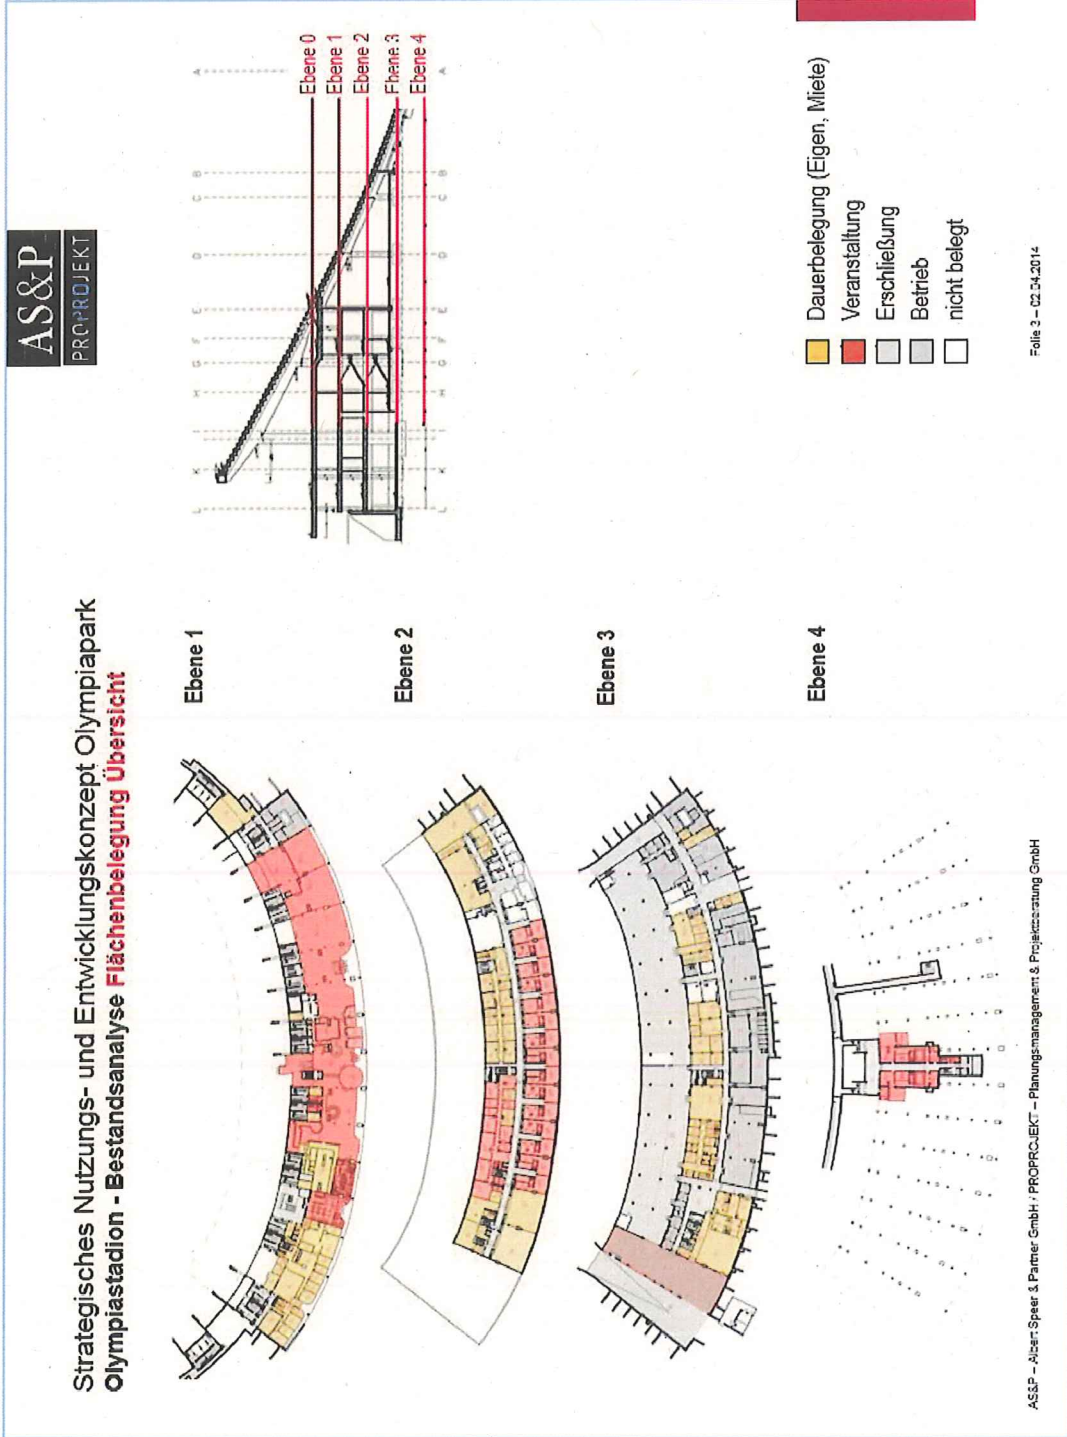 Strategisches Nutzungs- und Entwicklungskonzept Olympiapark
Olympiastadion - Bestandsanalyse Flächenbelegung Übersicht
AS&P
PROPROJEKT
Ebene 1
Ebene 2
Ebene 3
Ebene 4
Ebene 0
Ebene 1
Ebene 2
Ebene 3
Ebene 4
Dauerbelegung (Eigen, Miete)
Veranstaltung
Erschließung
Betrieb
nicht belegt
AS&P – Albert Speer & Partner GmbH / PROPROJEKT – Planungsmanagement & Projektberatung GmbH
Folie 3 – 02.04.2014